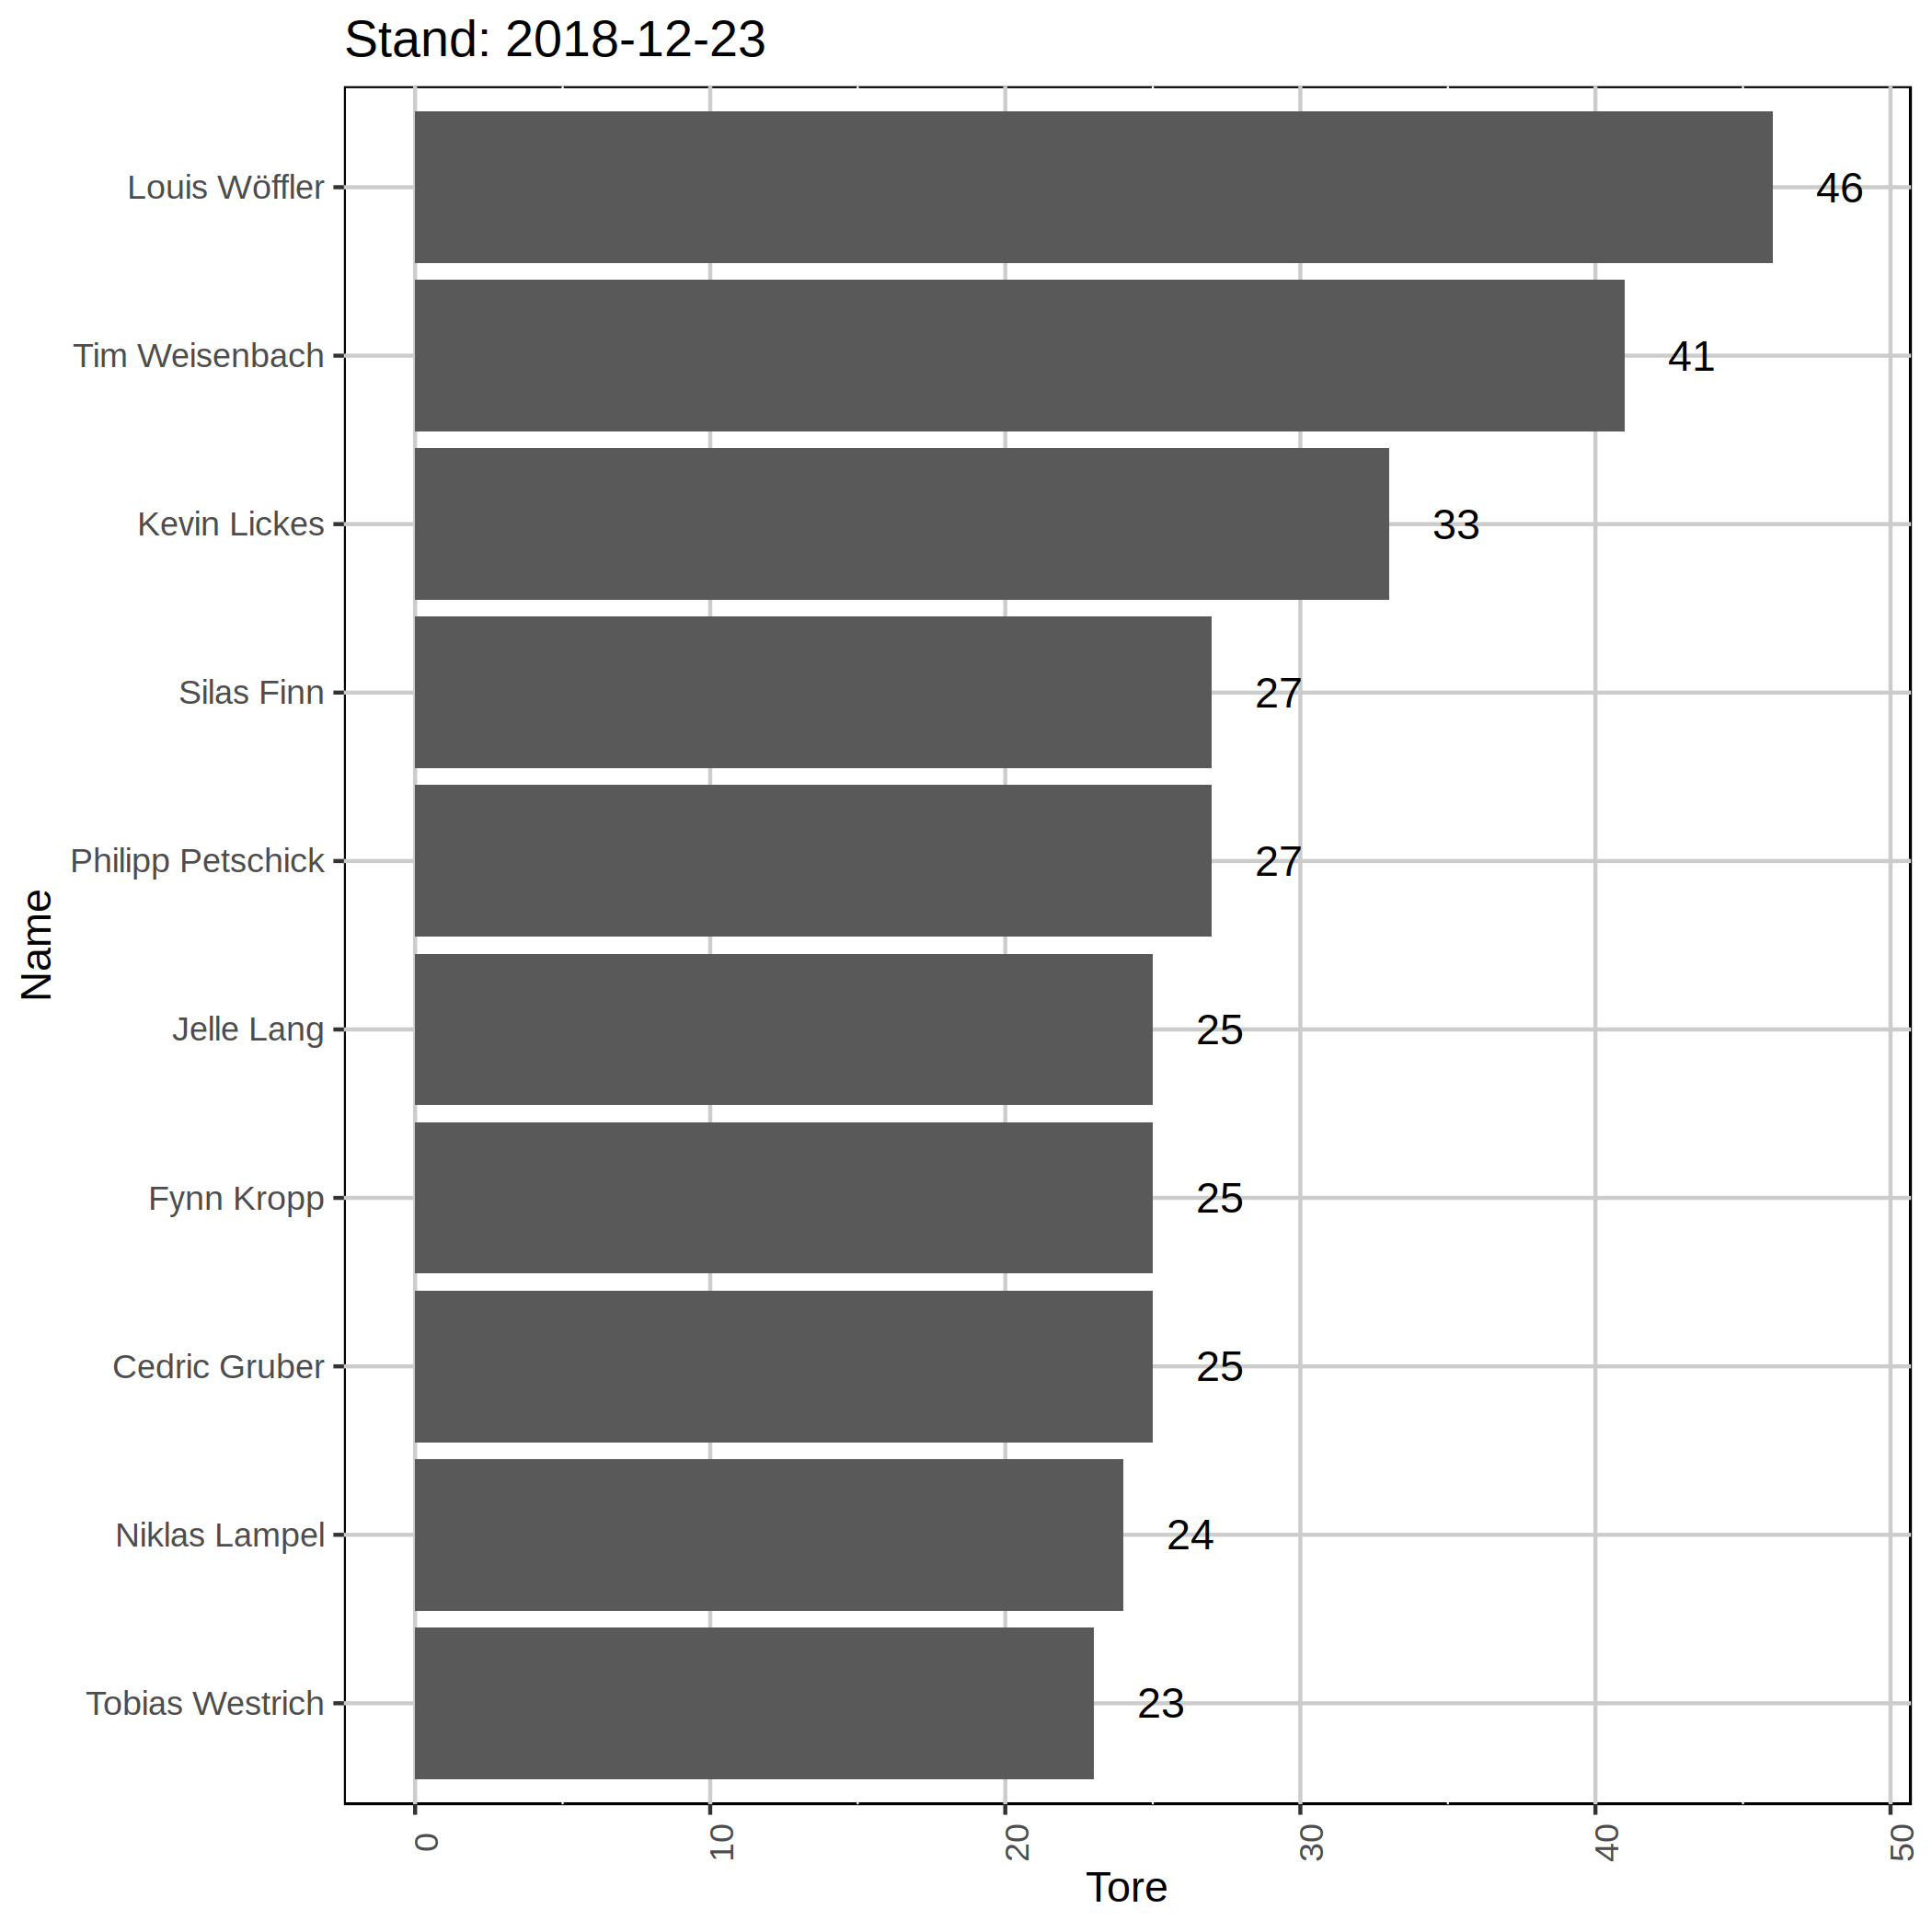 Stand: 2018-12-23
Louis Wöffler 46
Tim Weisenbach 41
Kevin Lickes 33
Silas Finn 27
Philipp Petschick 27
Jelle Lang 25
Fynn Kropp 25
Cedric Gruber 25
Niklas Lampel 24
Tobias Westrich 23
Name
0 10 20 30 40 50
Tore